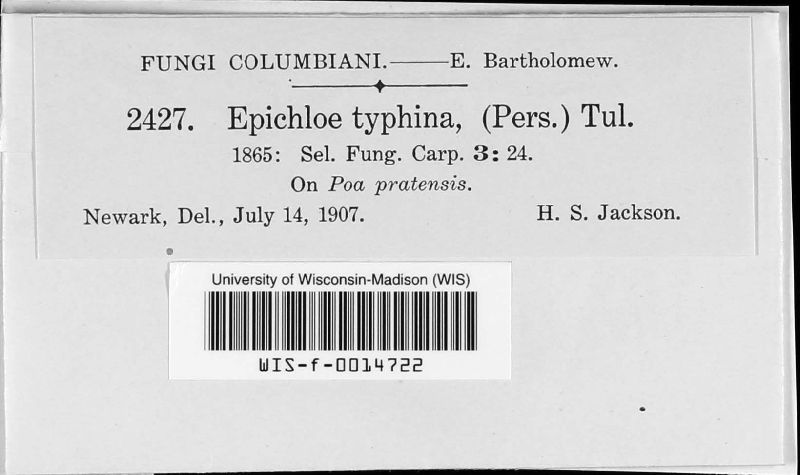 FUNGI COLUMBIANI.——E. Bartholomew.
2427. Epichloe typhina, (Pers.) Tul.
1865: Sel. Fung. Carp. 3: 24.
On Poa pratensis.
Newark, Del., July 14, 1907. H. S. Jackson.
University of Wisconsin-Madison (WIS)
WIS-f-0014722